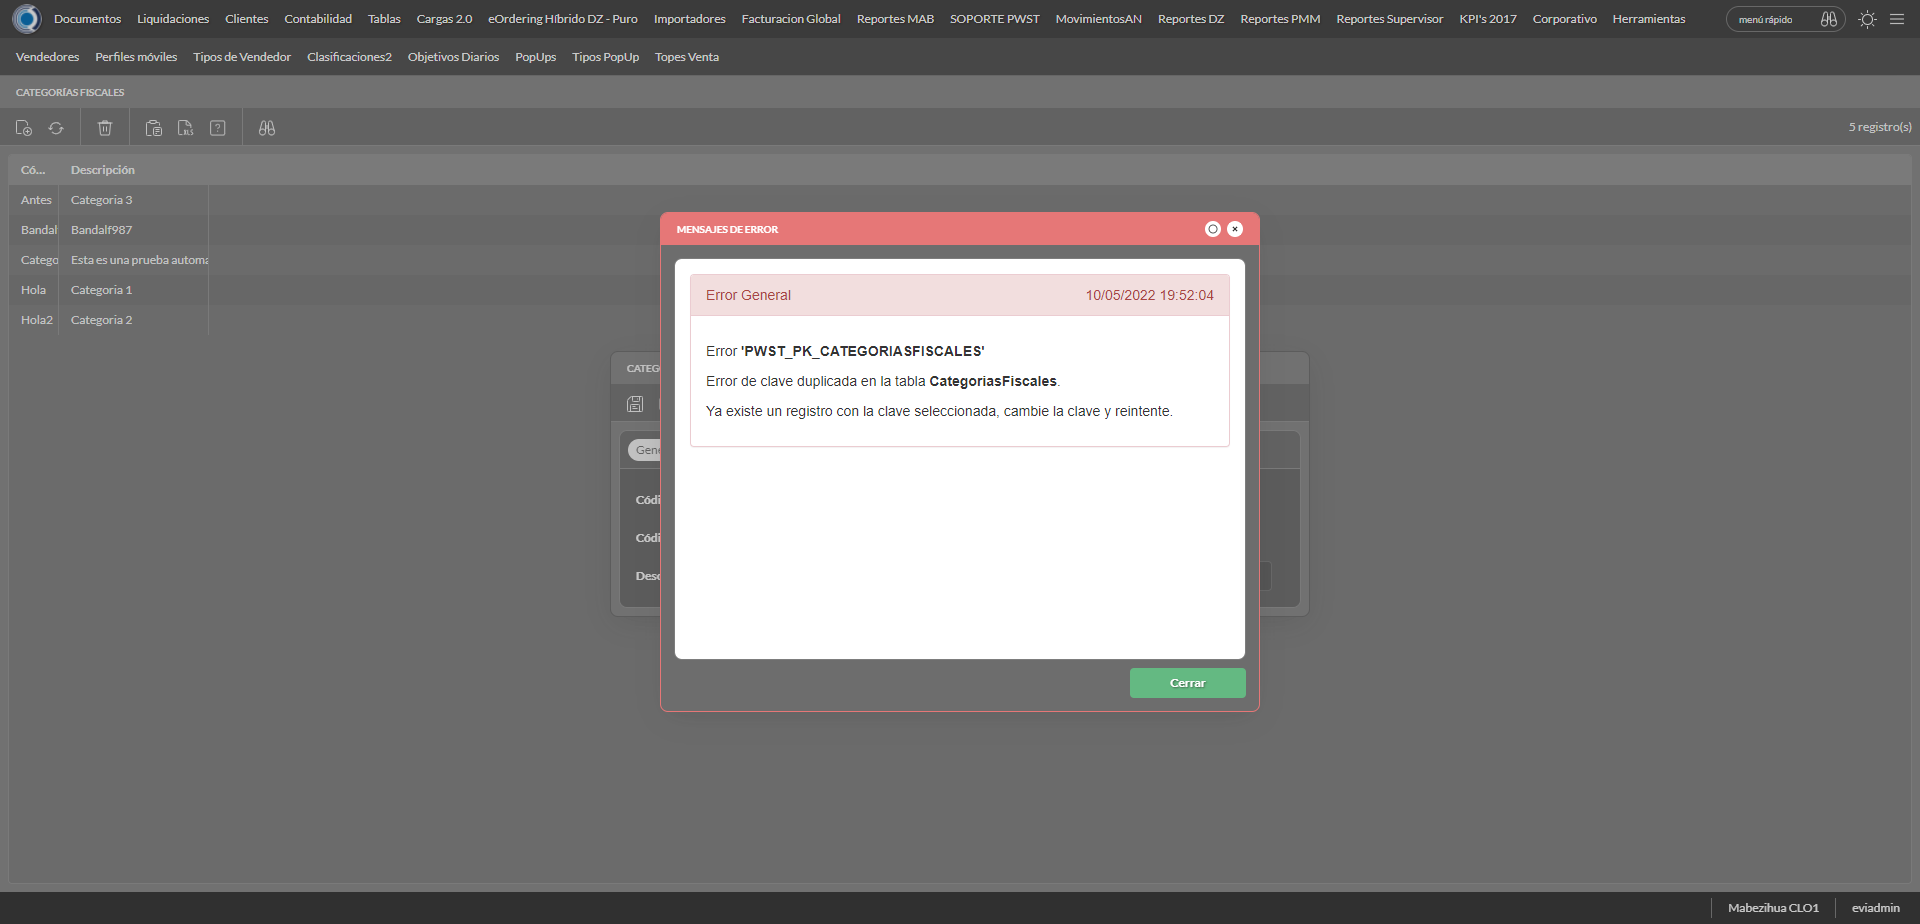 Documentos Liquidaciones Clientes Contabilidad Tablas Cargas 2.0 eOrdering Híbrido DZ - Puro Importadores Facturacion Global Reportes MAB SOPORTE PWST MovimientosAN Reportes DZ Reportes PMM Reportes Supervisor KPI's 2017 Corporativo Herramientas menú rápido
Vendedores Perfiles móviles Tipos de Vendedor Clasificaciones2 Objetivos Diarios PopUps Tipos PopUp Topes Venta
CATEGORÍAS FISCALES
XLS ? 5 registro(s)
Có... Descripción
Antes Categoria 3
Bandal Bandalf987
Catego Esta es una prueba automa
Hola Categoria 1
Hola2 Categoria 2
CATEG
Gene
Códi
Códi
Desc
MENSAJES DE ERROR
Error General 10/05/2022 19:52:04
Error 'PWST_PK_CATEGORIASFISCALES'
Error de clave duplicada en la tabla CategoriasFiscales.
Ya existe un registro con la clave seleccionada, cambie la clave y reintente.
Cerrar
Mabezihua CLO1 eviadmin